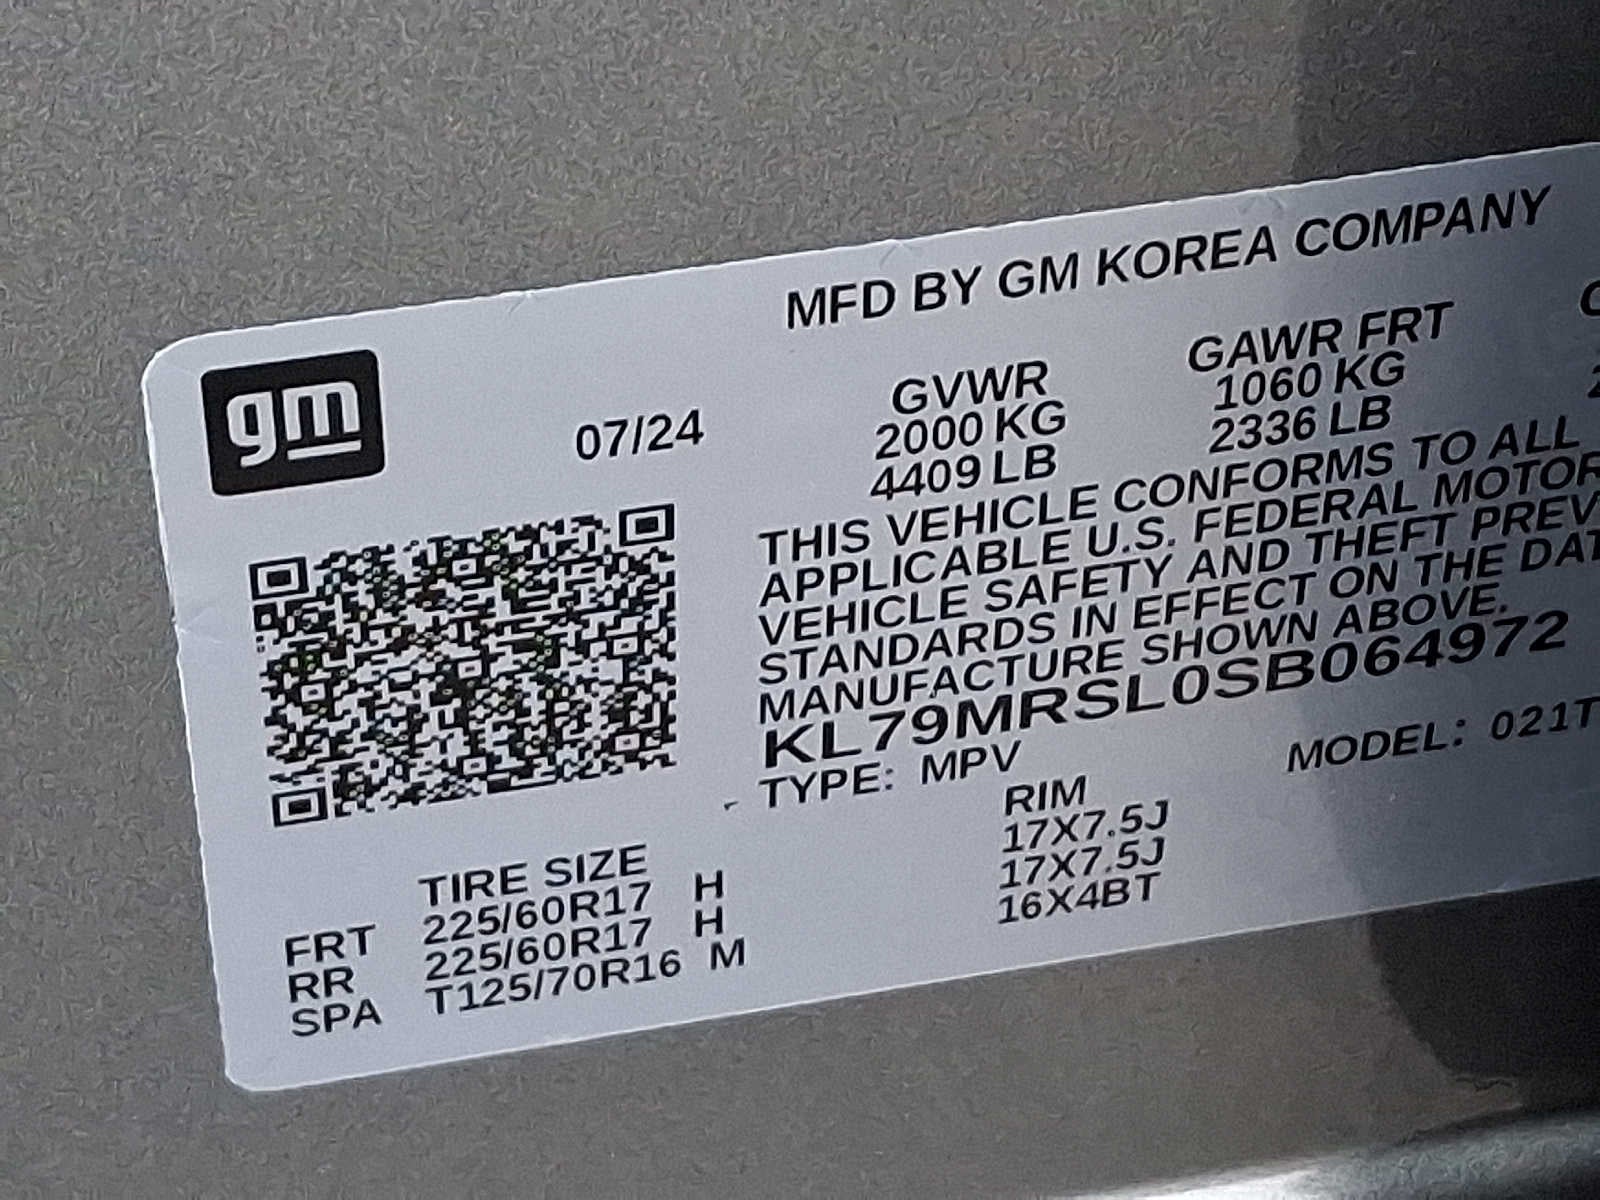 MFD BY GM KOREA COMPANY
gm
07/24
GVWR GAWR FRT
2000 KG 1060 KG
4409 LB 2336 LB
THIS VEHICLE CONFORMS TO ALL
APPLICABLE U.S. FEDERAL MOTOR
VEHICLE SAFETY AND THEFT PREV
STANDARDS IN EFFECT ON THE DAT
MANUFACTURE SHOWN ABOVE.
KL79MRSL0SB064972
TYPE: MPV MODEL: 021T
TIRE SIZE RIM
FRT 225/60R17 H 17X7.5J
RR 225/60R17 H 17X7.5J
SPA T125/70R16 M 16X4BT